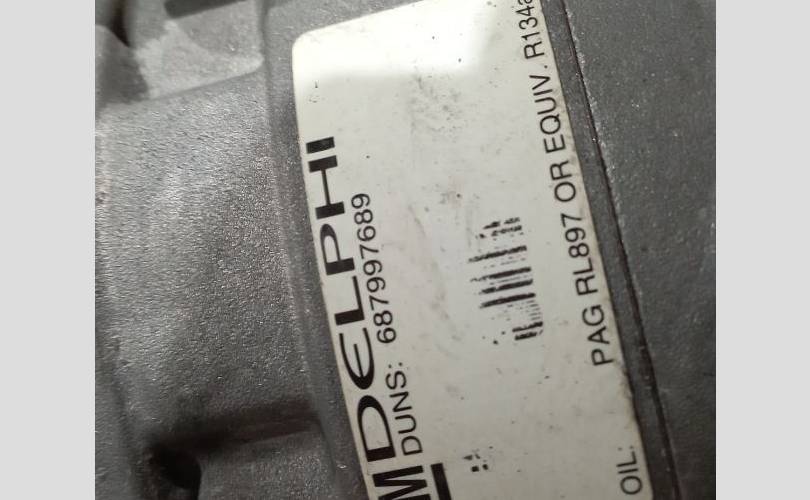 M
DELPHI
DUNS: 687997689
PAG RL897 OR EQUIV. R134a
OIL: